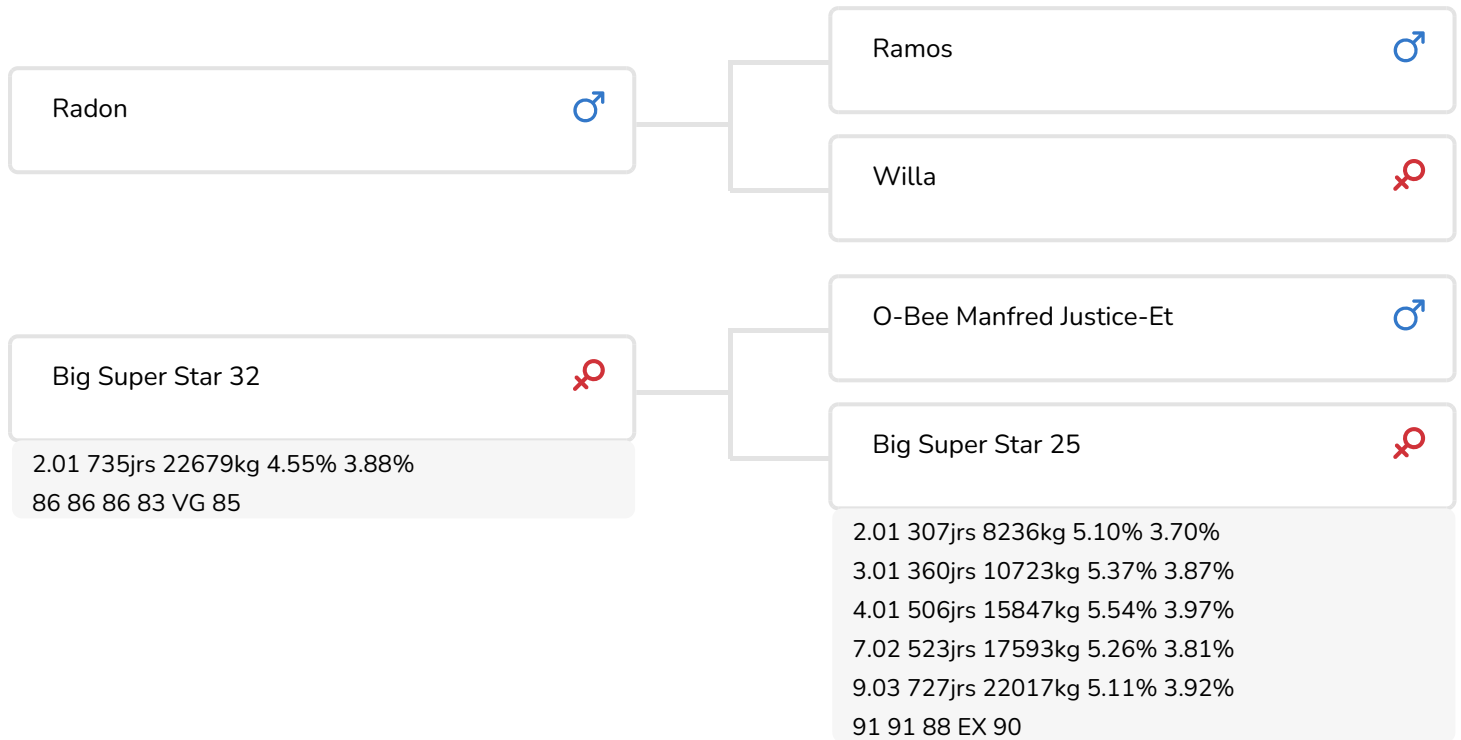 Radon
Ramos
Willa
Big Super Star 32
2.01 735jrs 22679kg 4.55% 3.88%
86 86 86 83 VG 85
O-Bee Manfred Justice-Et
Big Super Star 25
2.01 307jrs 8236kg 5.10% 3.70%
3.01 360jrs 10723kg 5.37% 3.87%
4.01 506jrs 15847kg 5.54% 3.97%
7.02 523jrs 17593kg 5.26% 3.81%
9.03 727jrs 22017kg 5.11% 3.92%
91 91 88 EX 90